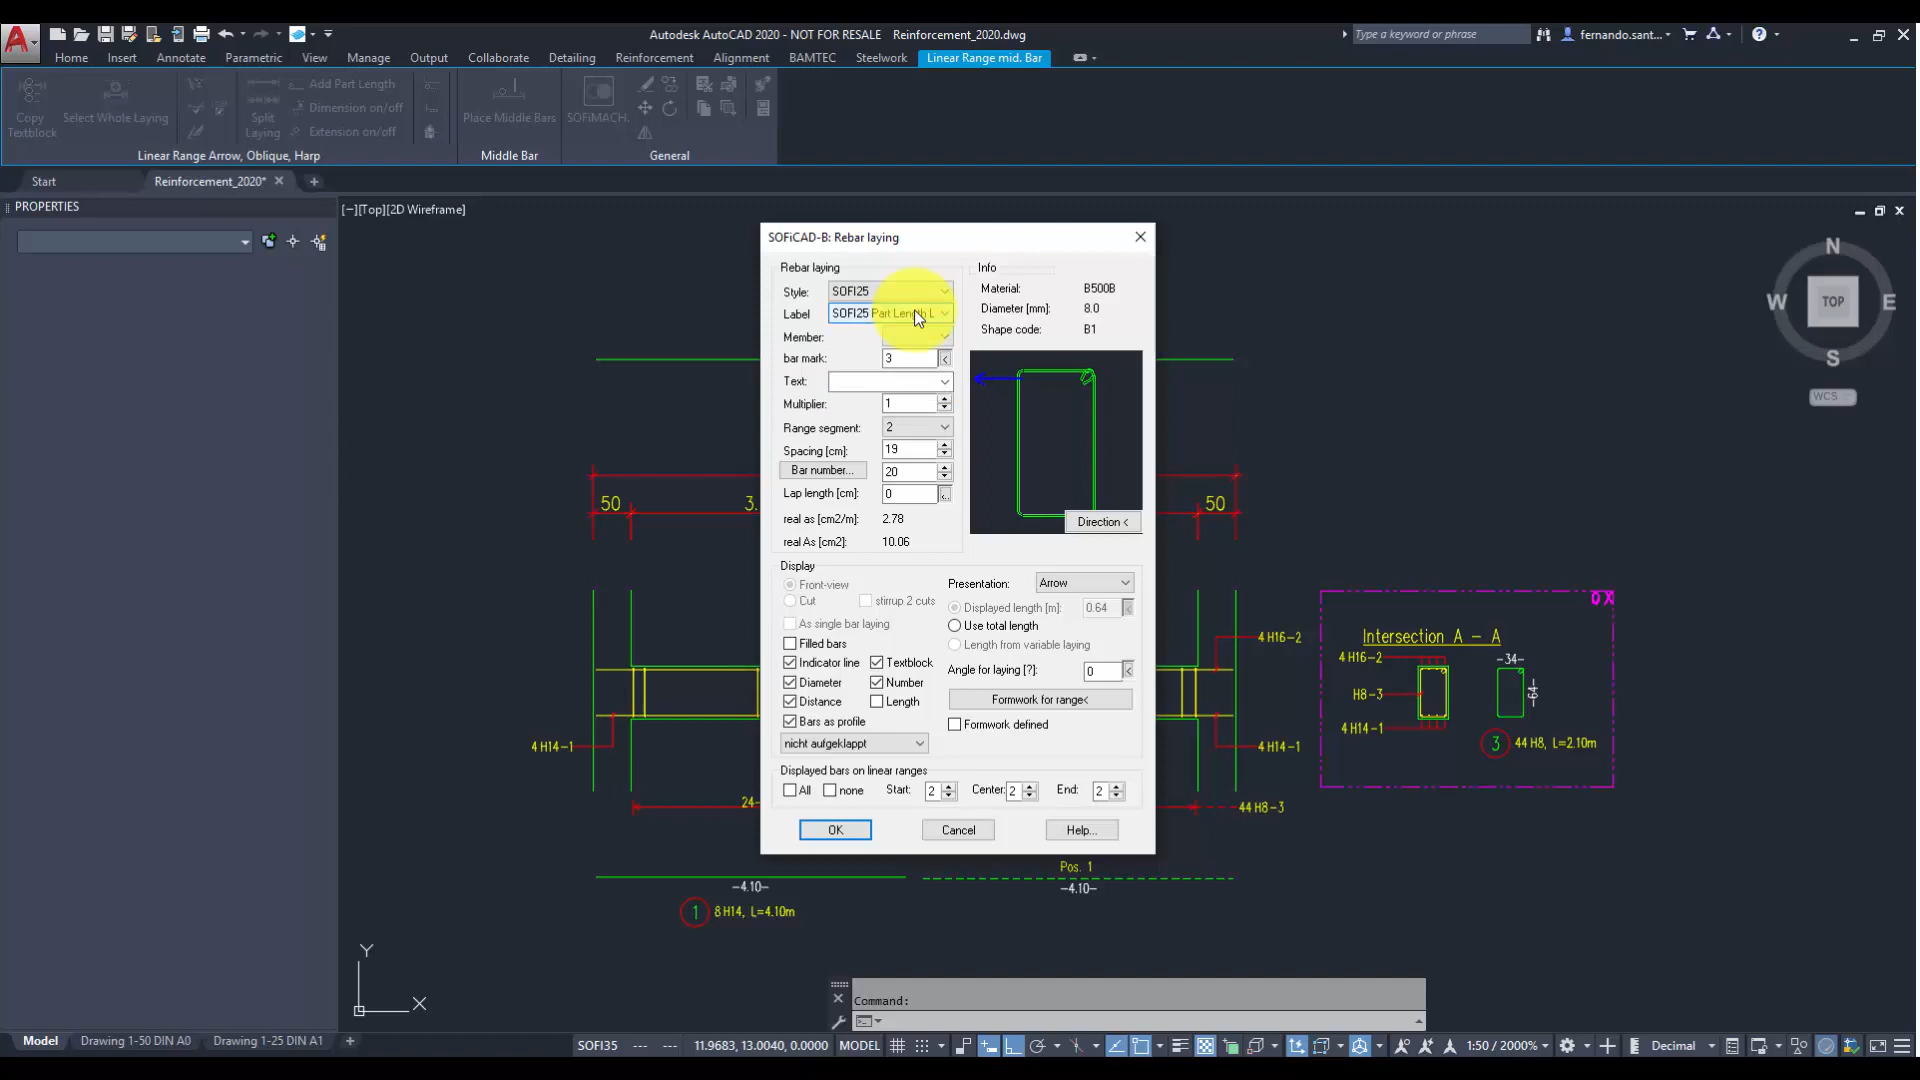 Autodesk AutoCAD 2020 - NOT FOR RESALE Reinforcement_2020.dwg
Type a keyword or phrase
fernando.sant...
Home Insert Annotate Parametric View Manage Output Collaborate Detailing Reinforcement Alignment BAMTEC Steelwork Linear Range mid. Bar
Copy Textblock
Select Whole Laying
Split Laying
Add Part Length
Dimension on/off
Extension on/off
Place Middle Bars
SOFiMACH.
Linear Range Arrow, Oblique, Harp
Middle Bar
General
Start
Reinforcement_2020*
PROPERTIES
[−][Top][2D Wireframe]
N
W TOP E
S
WCS
SOFiCAD-B: Rebar laying
Rebar laying
Style: SOFI25
Label SOFI25 Part Length L
Member:
bar mark: 3 <
Text:
Multiplier: 1
Range segment: 2
Spacing [cm]: 19
Bar number... 20
Lap length [cm]: 0
real as [cm2/m]: 2.78
real As [cm2]: 10.06
Info
Material: B500B
Diameter [mm]: 8.0
Shape code: B1
Direction <
Display
Front-view
Cut
stirrup 2 cuts
As single bar laying
Filled bars
Indicator line
Textblock
Diameter
Number
Distance
Length
Bars as profile
nicht aufgeklappt
Presentation: Arrow
Displayed length [m]: 0.64 <
Use total length
Length from variable laying
Angle for laying [?]: 0 <
Formwork for range<
Formwork defined
Displayed bars on linear ranges
All none Start: 2 Center: 2 End: 2
OK Cancel Help...
50 3. 50
4 H14-1
4 H16-2
4 H14-1
24-
44 H8-3
Pos. 1
-4.10- -4.10-
1 8 H14, L=4.10m
Intersection A - A
4 H16-2
H8-3
4 H14-1
-34-
-64-
3 44 H8, L=2.10m
Y
X
Command:
Model Drawing 1-50 DIN A0 Drawing 1-25 DIN A1 +
SOFI35 --- --- 11.9683, 13.0040, 0.0000 MODEL 1:50 / 2000% Decimal